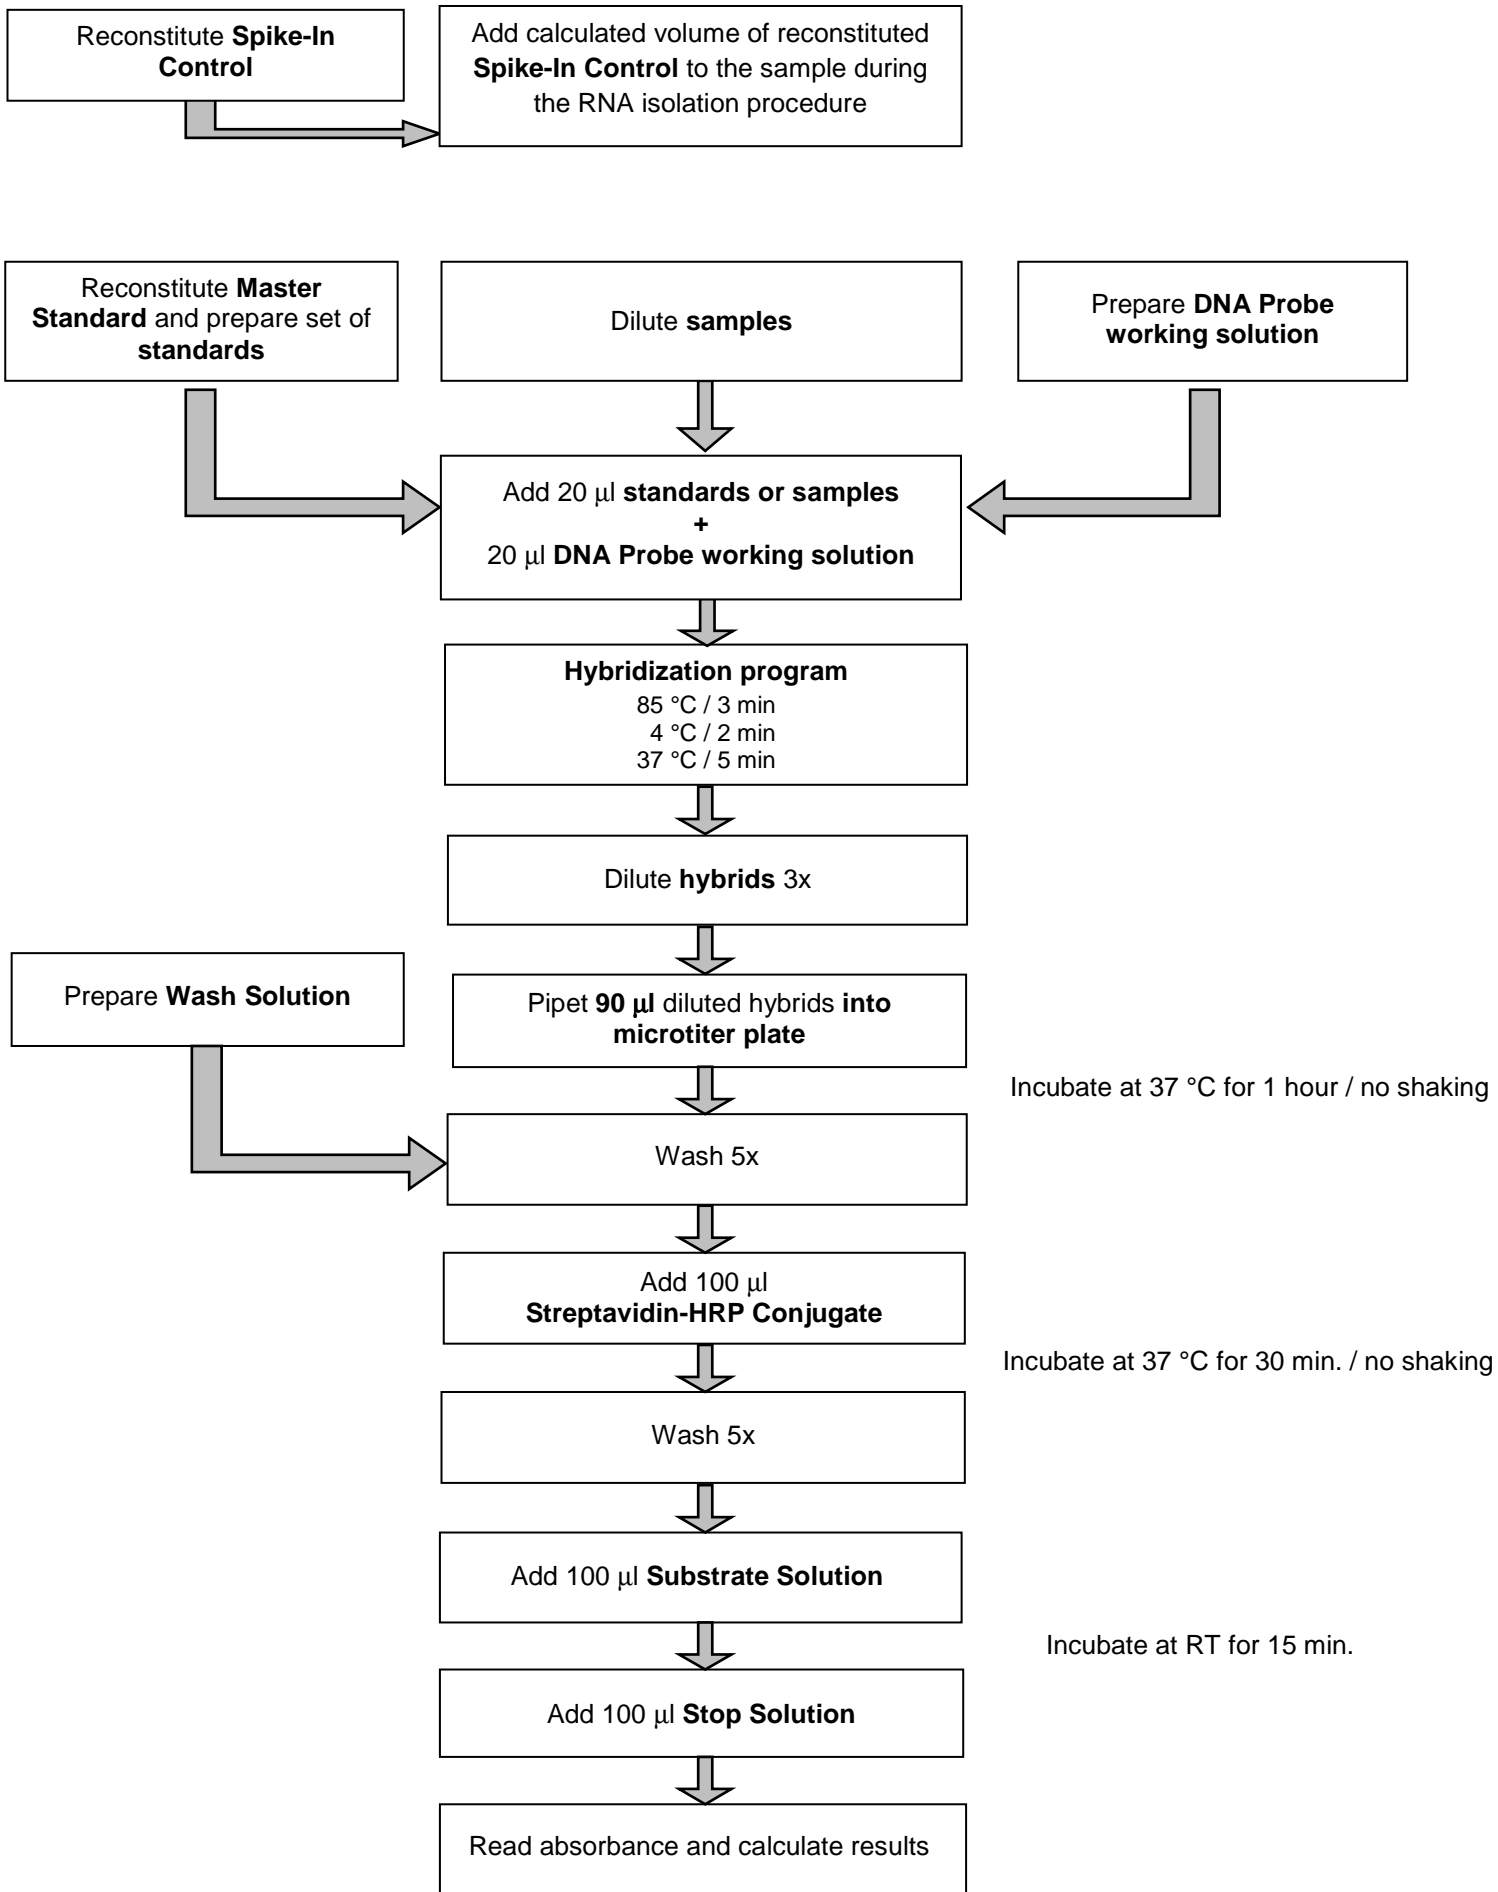 Reconstitute Spike-In
Control
Add calculated volume of reconstituted
Spike-In Control to the sample during
the RNA isolation procedure
Reconstitute Master
Standard and prepare set of
standards
Dilute samples
Prepare DNA Probe
working solution
Add 20 μl standards or samples
+
20 μl DNA Probe working solution
Hybridization program
85 °C / 3 min
4 °C / 2 min
37 °C / 5 min
Dilute hybrids 3x
Prepare Wash Solution
Pipet 90 μl diluted hybrids into
microtiter plate
Incubate at 37 °C for 1 hour / no shaking
Wash 5x
Add 100 μl
Streptavidin-HRP Conjugate
Incubate at 37 °C for 30 min. / no shaking
Wash 5x
Add 100 μl Substrate Solution
Incubate at RT for 15 min.
Add 100 μl Stop Solution
Read absorbance and calculate results